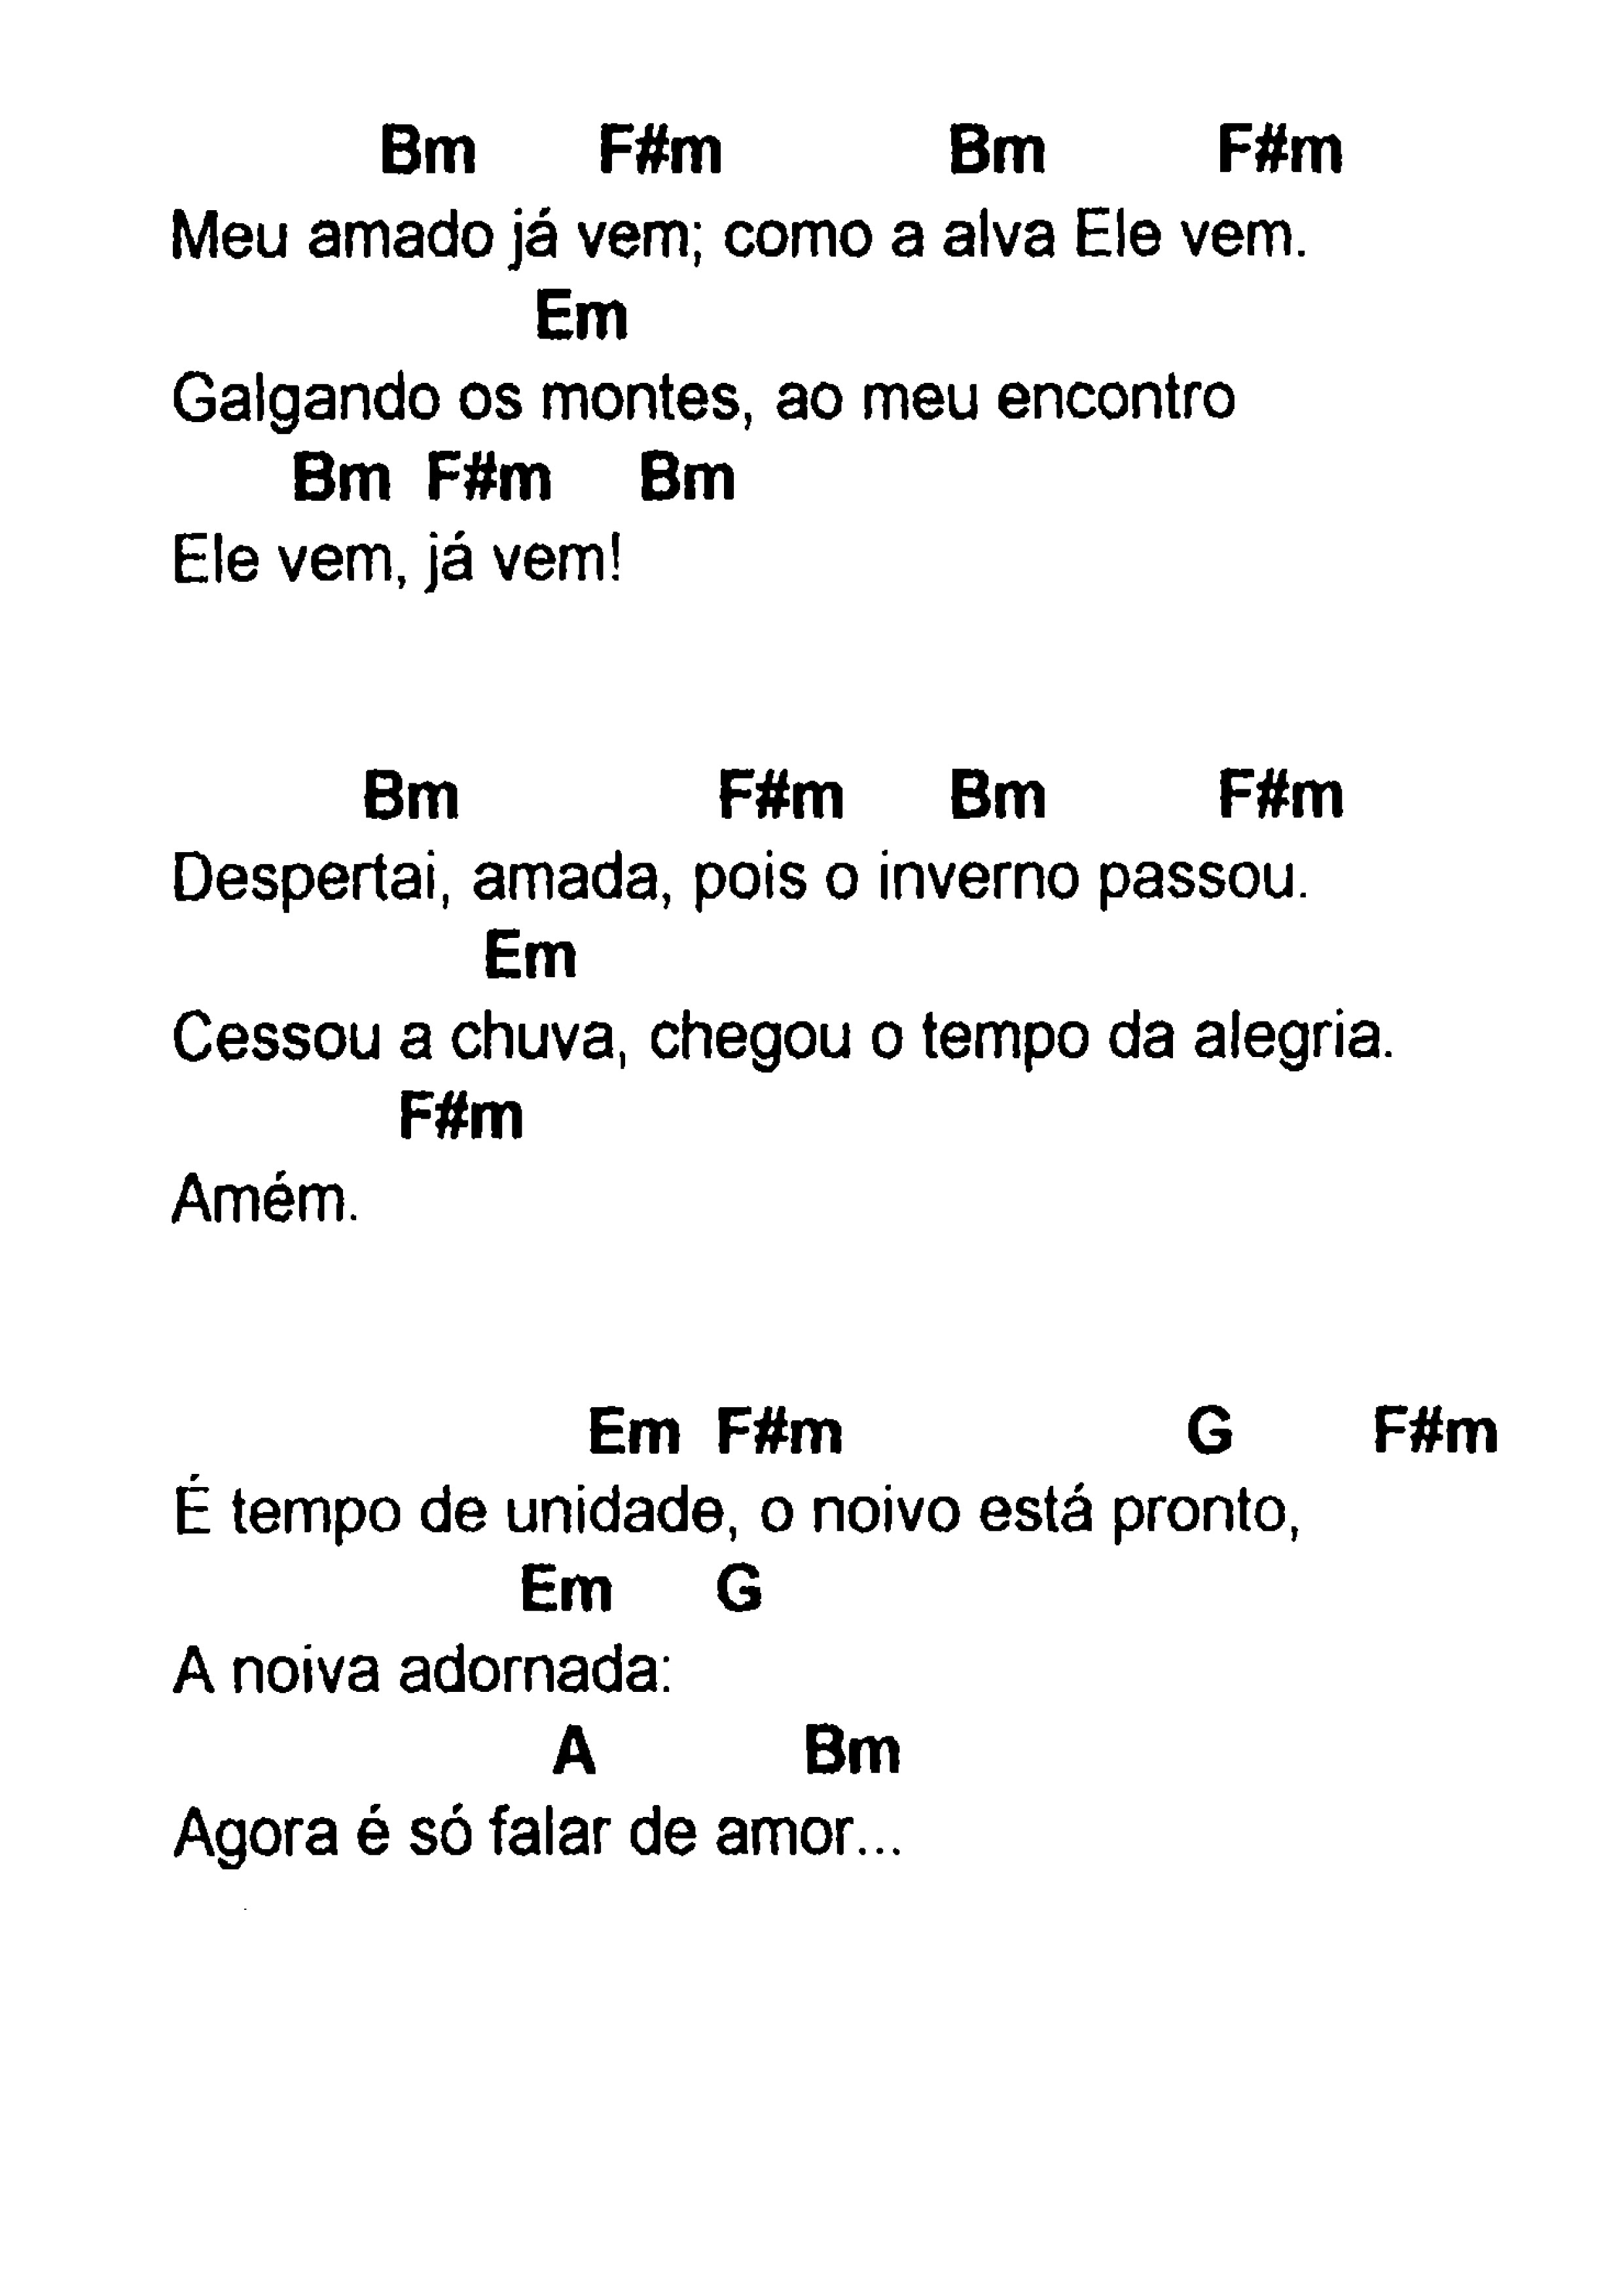 Bm F#m Bm F#m
Meu amado já vem; como a alva Ele vem.
Em
Galgando os montes, ao meu encontro
Bm F#m Bm
Ele vem, já vem!
Bm F#m Bm F#m
Despertai, amada, pois o inverno passou.
Em
Cessou a chuva, chegou o tempo da alegria.
F#m
Amém.
Em F#m G F#m
É tempo de unidade, o noivo está pronto,
Em G
A noiva adornada:
A Bm
Agora é só falar de amor...